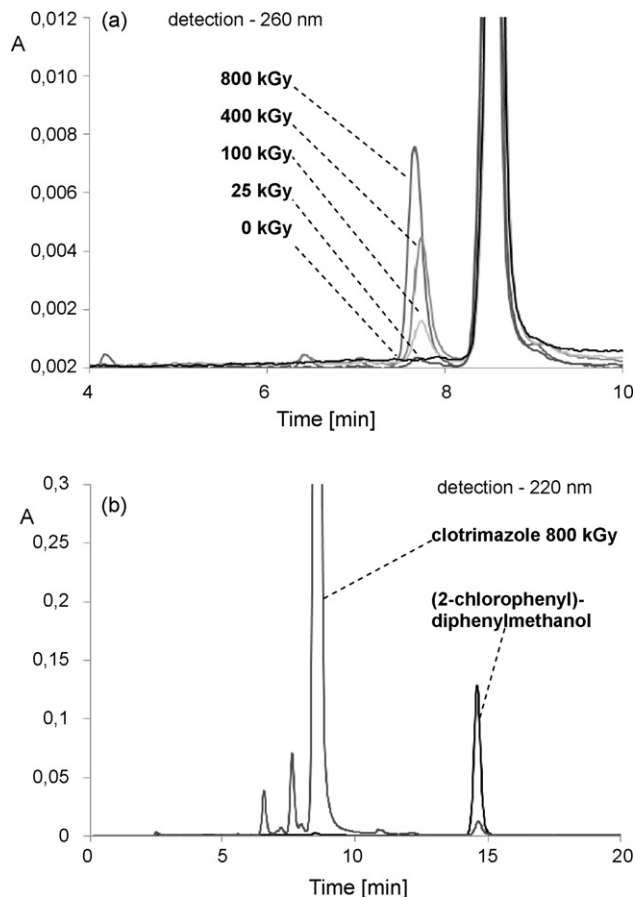 (a)
detection - 260 nm
A
0,012
0,010
0,008
0,006
0,004
0,002
0,002
800 kGy
400 kGy
100 kGy
25 kGy
0 kGy
4
6
8
10
Time [min]
(b)
detection - 220 nm
A
0,3
0,25
0,2
0,15
0,1
0,05
0
clotrimazole 800 kGy
(2-chlorophenyl)-
diphenylmethanol
0
5
10
15
20
Time [min]